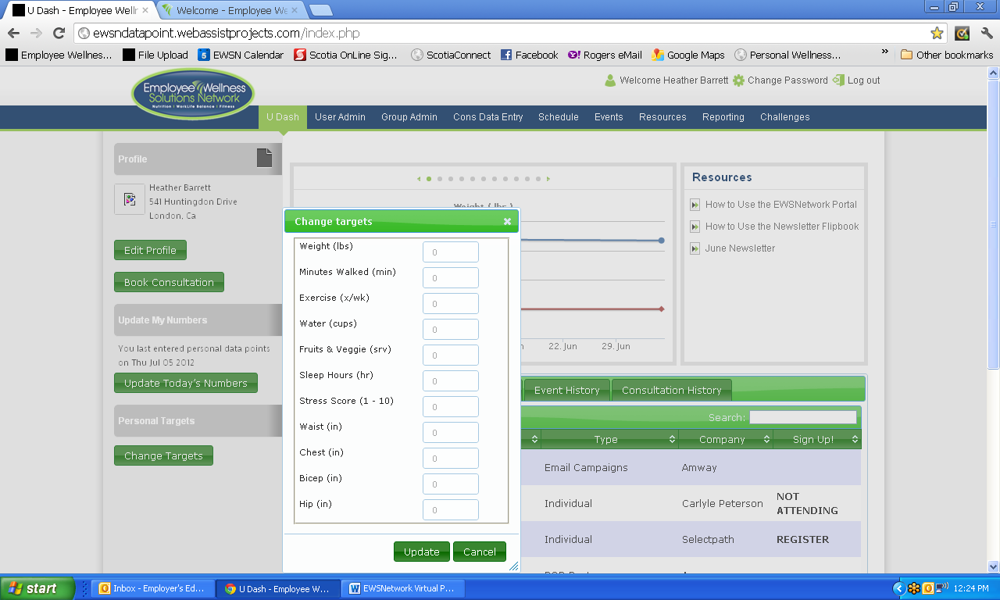 U Dash - Employee Welln
Welcome - Employee We
ewsndatapoint.webassistprojects.com/index.php
Employee Wellnes...
File Upload
5
EWSN Calendar
Scotia OnLine Sig...
ScotiaConnect
Facebook
Rogers eMail
Google Maps
Personal Wellness...
»
Other bookmarks
Employee Wellness
Solutions Network
Nutrition | WorkLife Balance | Fitness
Welcome Heather Barrett
Change Password
Log out
U Dash
User Admin
Group Admin
Cons Data Entry
Schedule
Events
Resources
Reporting
Challenges
Profile
Heather Barrett
541 Huntingdon Drive
London, Ca
Edit Profile
Book Consultation
Update My Numbers
You last entered personal data points
on Thu Jul 05 2012
Update Today's Numbers
Personal Targets
Change Targets
Weight ( lbs )
22. Jun
29. Jun
Resources
How to Use the EWSNetwork Portal
How to Use the Newsletter Flipbook
June Newsletter
Change targets
Weight (lbs)
0
Minutes Walked (min)
0
Exercise (x/wk)
0
Water (cups)
0
Fruits & Veggie (srv)
0
Sleep Hours (hr)
0
Stress Score (1 - 10)
0
Waist (in)
0
Chest (in)
0
Bicep (in)
0
Hip (in)
0
Update
Cancel
Event History
Consultation History
Search:
Type
Company
Sign Up!
Email Campaigns
Amway
Individual
Carlyle Peterson
NOT
ATTENDING
Individual
Selectpath
REGISTER
start
Inbox - Employer's Ed...
U Dash - Employee W...
EWSNetwork Virtual P...
12:24 PM